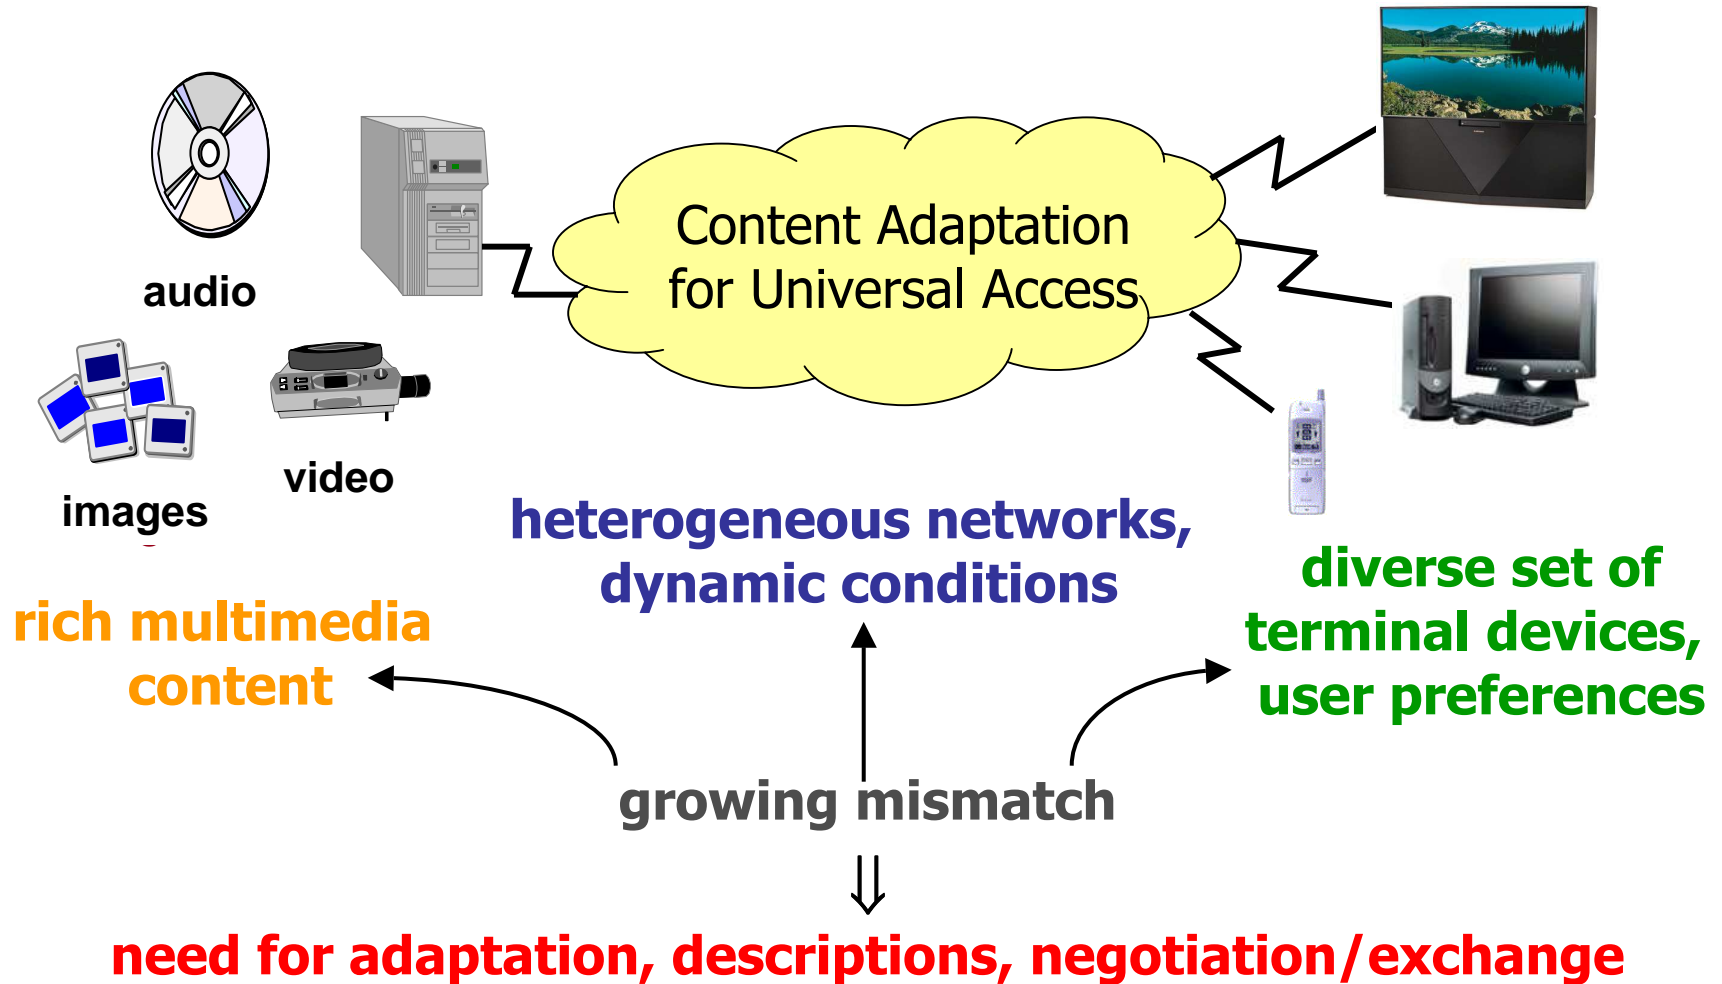 Content Adaptation
for Universal Access
audio
video
images
heterogeneous networks,
dynamic conditions
rich multimedia
content
diverse set of
terminal devices,
user preferences
growing mismatch
need for adaptation, descriptions, negotiation/exchange